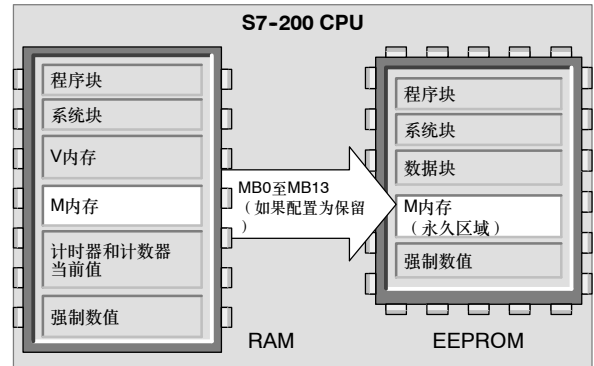 S7-200 CPU
程序块
系统块
V内存
M内存
计时器和计数器
当前值
强制数值
RAM
MB0至MB13
（如果配置为保留
）
程序块
系统块
数据块
M内存
（永久区域）
强制数值
EEPROM